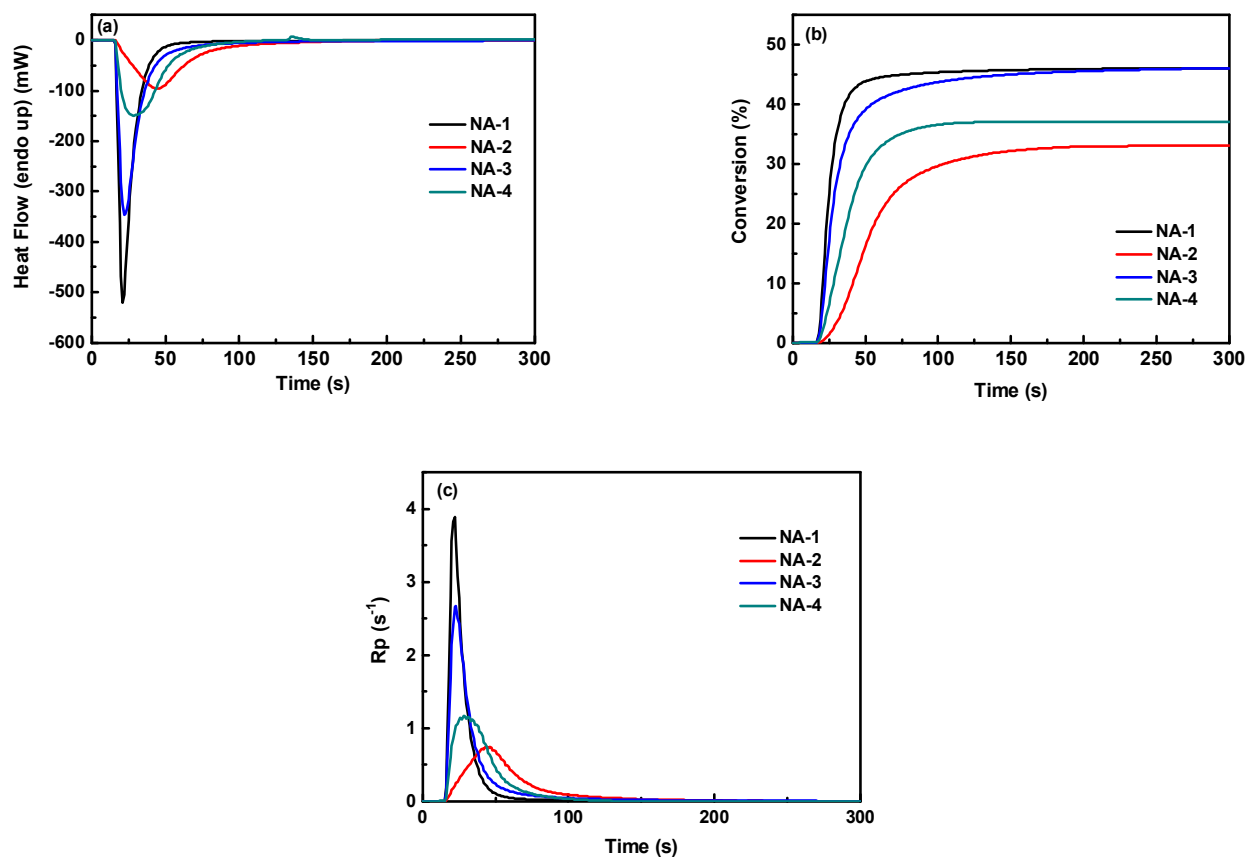 (a)
0
-100
-200
-300
-400
-500
-600
Heat Flow (endo up) (mW)
NA-1
NA-2
NA-3
NA-4
0 50 100 150 200 250 300
Time (s)
(b)
50
40
30
20
10
0
Conversion (%)
NA-1
NA-2
NA-3
NA-4
0 50 100 150 200 250 300
Time (s)
(c)
4
3
2
1
0
Rp (s⁻¹)
NA-1
NA-2
NA-3
NA-4
0 100 200 300
Time (s)